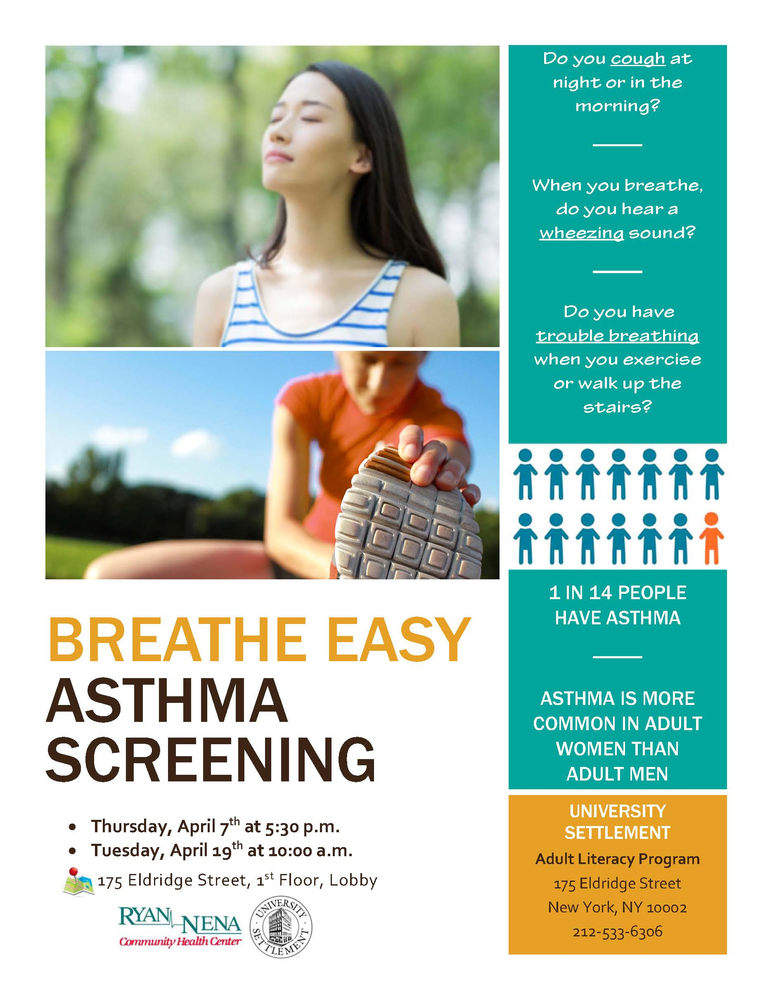 Do you cough at
night or in the
morning?
When you breathe,
do you hear a
wheezing sound?
Do you have
trouble breathing
when you exercise
or walk up the
stairs?
1 IN 14 PEOPLE
HAVE ASTHMA
ASTHMA IS MORE
COMMON IN ADULT
WOMEN THAN
ADULT MEN
BREATHE EASY
ASTHMA
SCREENING
• Thursday, April 7th at 5:30 p.m.
• Tuesday, April 19th at 10:00 a.m.
175 Eldridge Street, 1st Floor, Lobby
RYAN NENA
Community Health Center
UNIVERSITY
SETTLEMENT
UNIVERSITY
SETTLEMENT
Adult Literacy Program
175 Eldridge Street
New York, NY 10002
212-533-6306